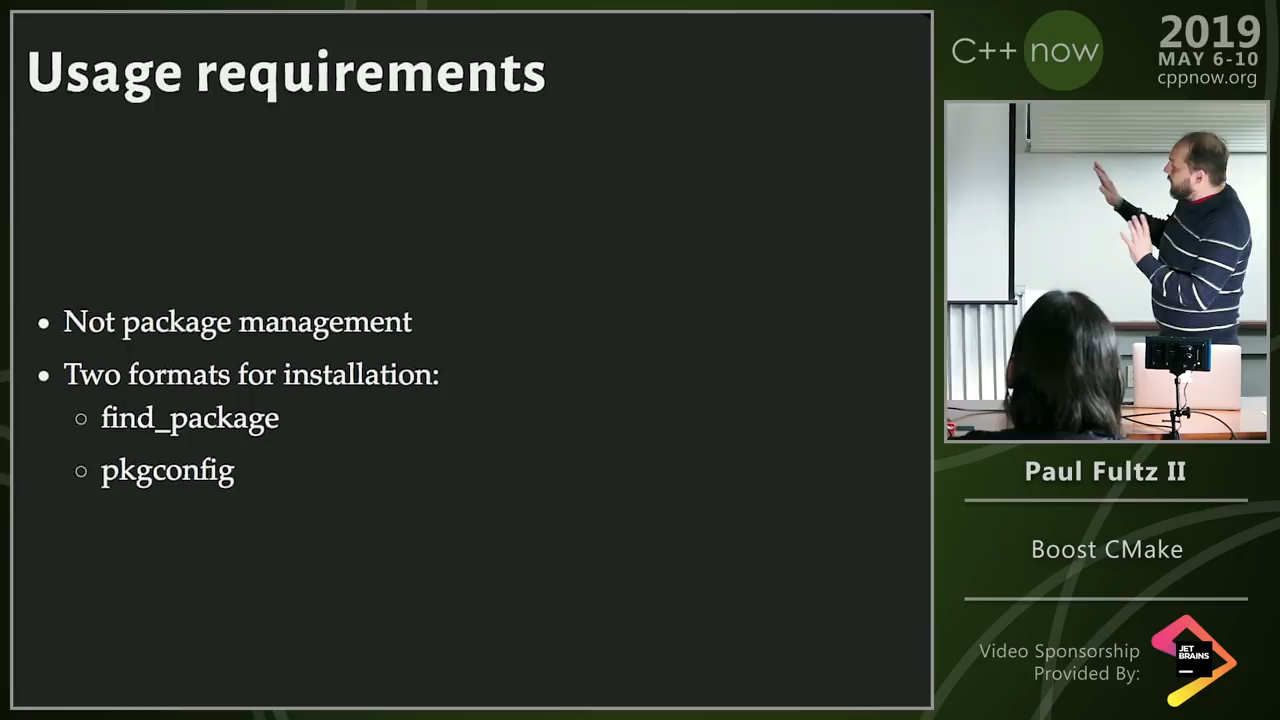 Usage requirements
• Not package management
• Two formats for installation:
○ find_package
○ pkgconfig
C++ now
2019
MAY 6-10
cppnow.org
Paul Fultz II
Boost CMake
Video Sponsorship
Provided By:
JET
BRAINS